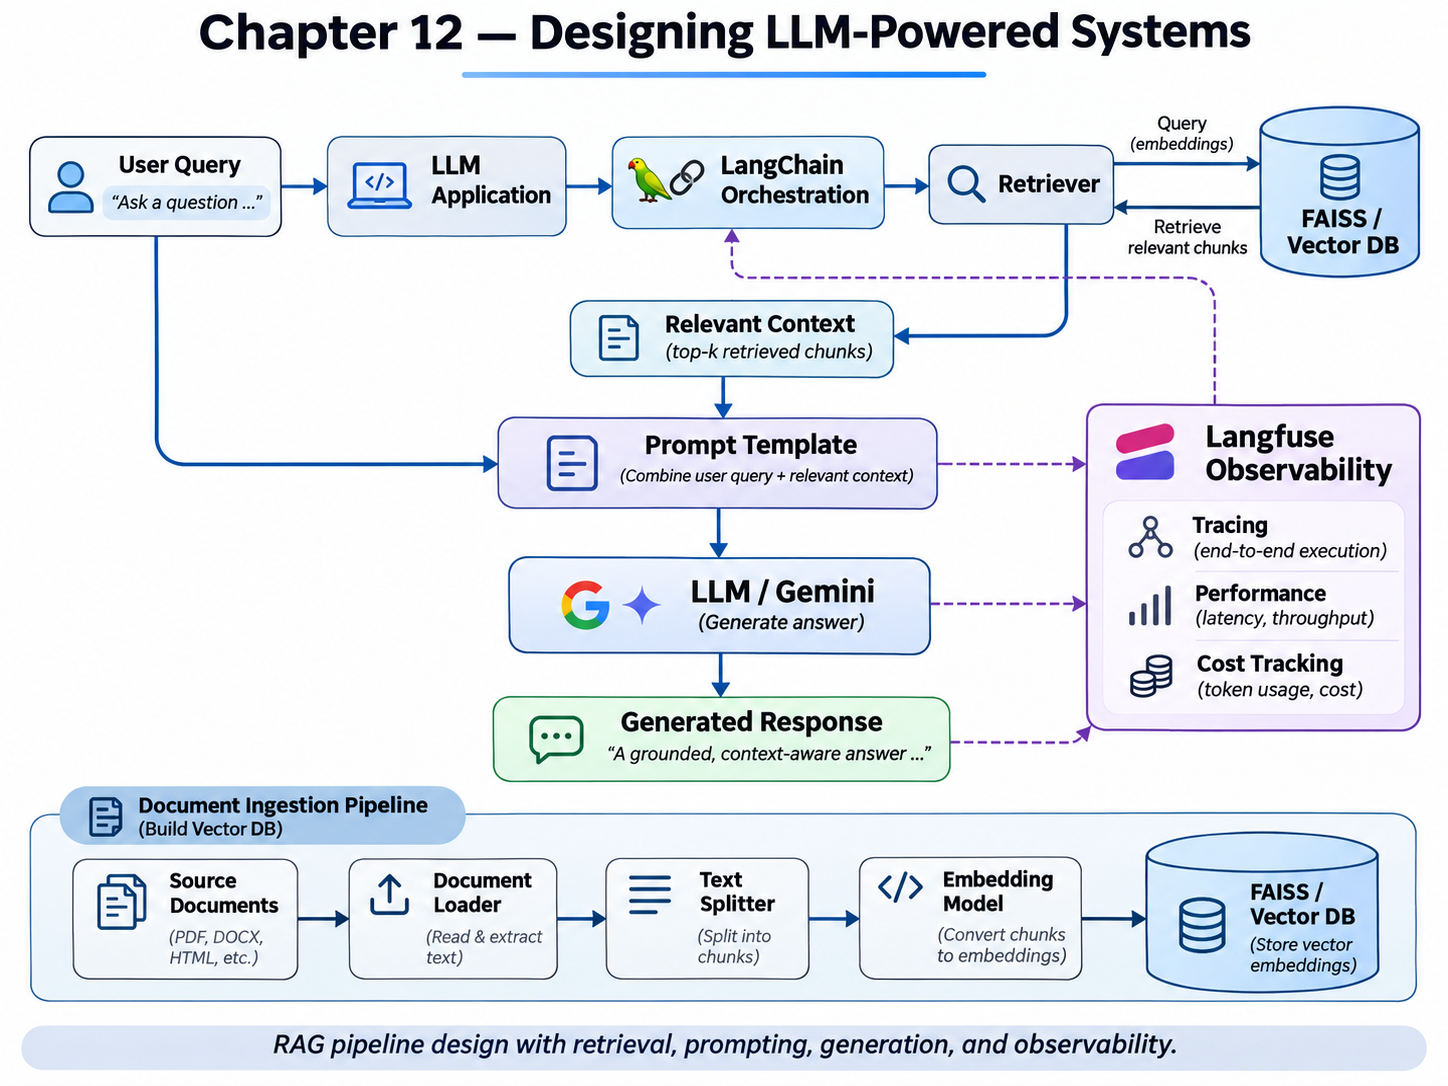 Chapter 12 — Designing LLM-Powered Systems
User Query
“Ask a question ...”
LLM
Application
LangChain
Orchestration
Retriever
Query
(embeddings)
Retrieve
relevant chunks
FAISS /
Vector DB
Relevant Context
(top-k retrieved chunks)
Prompt Template
(Combine user query + relevant context)
LLM / Gemini
(Generate answer)
Generated Response
“A grounded, context-aware answer ...”
Langfuse
Observability
Tracing
(end-to-end execution)
Performance
(latency, throughput)
Cost Tracking
(token usage, cost)
Document Ingestion Pipeline
(Build Vector DB)
Source
Documents
(PDF, DOCX,
HTML, etc.)
Document
Loader
(Read & extract
text)
Text
Splitter
(Split into
chunks)
Embedding
Model
(Convert chunks
to embeddings)
FAISS /
Vector DB
(Store vector
embeddings)
RAG pipeline design with retrieval, prompting, generation, and observability.